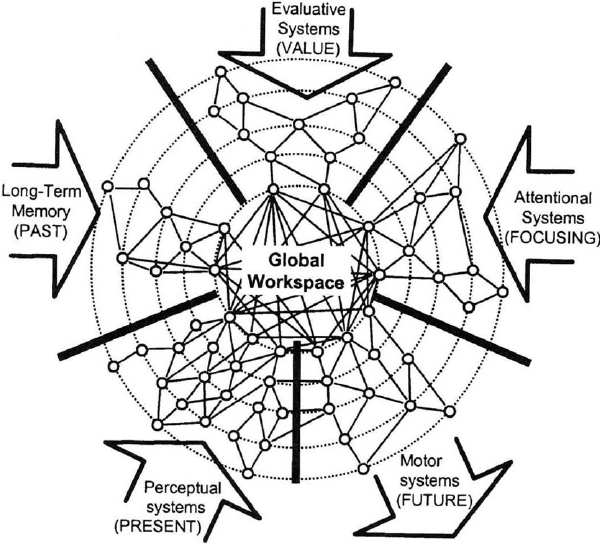 Evaluative
Systems
(VALUE)
Long-Term
Memory
(PAST)
Attentional
Systems
(FOCUSING)
Global
Workspace
Perceptual
systems
(PRESENT)
Motor
systems
(FUTURE)